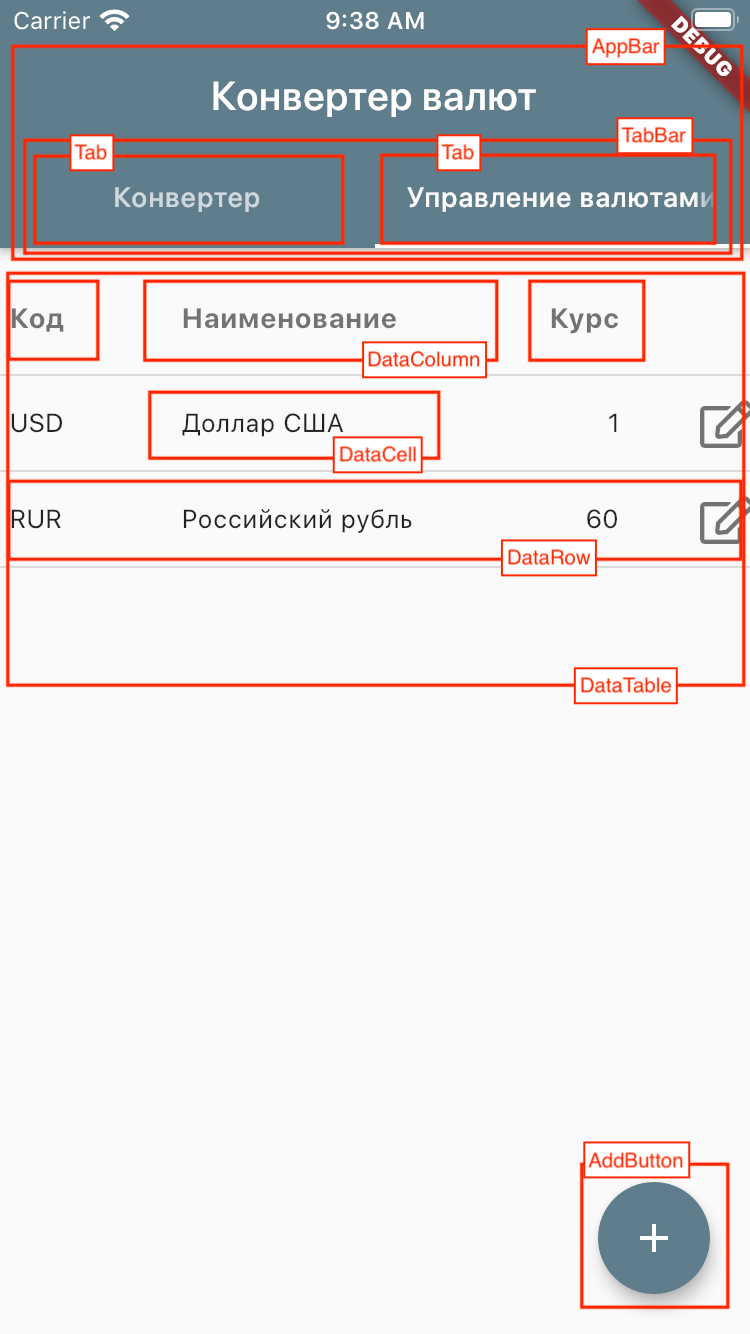 Carrier 9:38 AM
DEBUG
AppBar
Конвертер валют
TabBar
Tab Tab
Конвертер Управление валютами
Код Наименование Курс
DataColumn
USD Доллар США 1
DataCell
RUR Российский рубль 60
DataRow
DataTable
AddButton
+